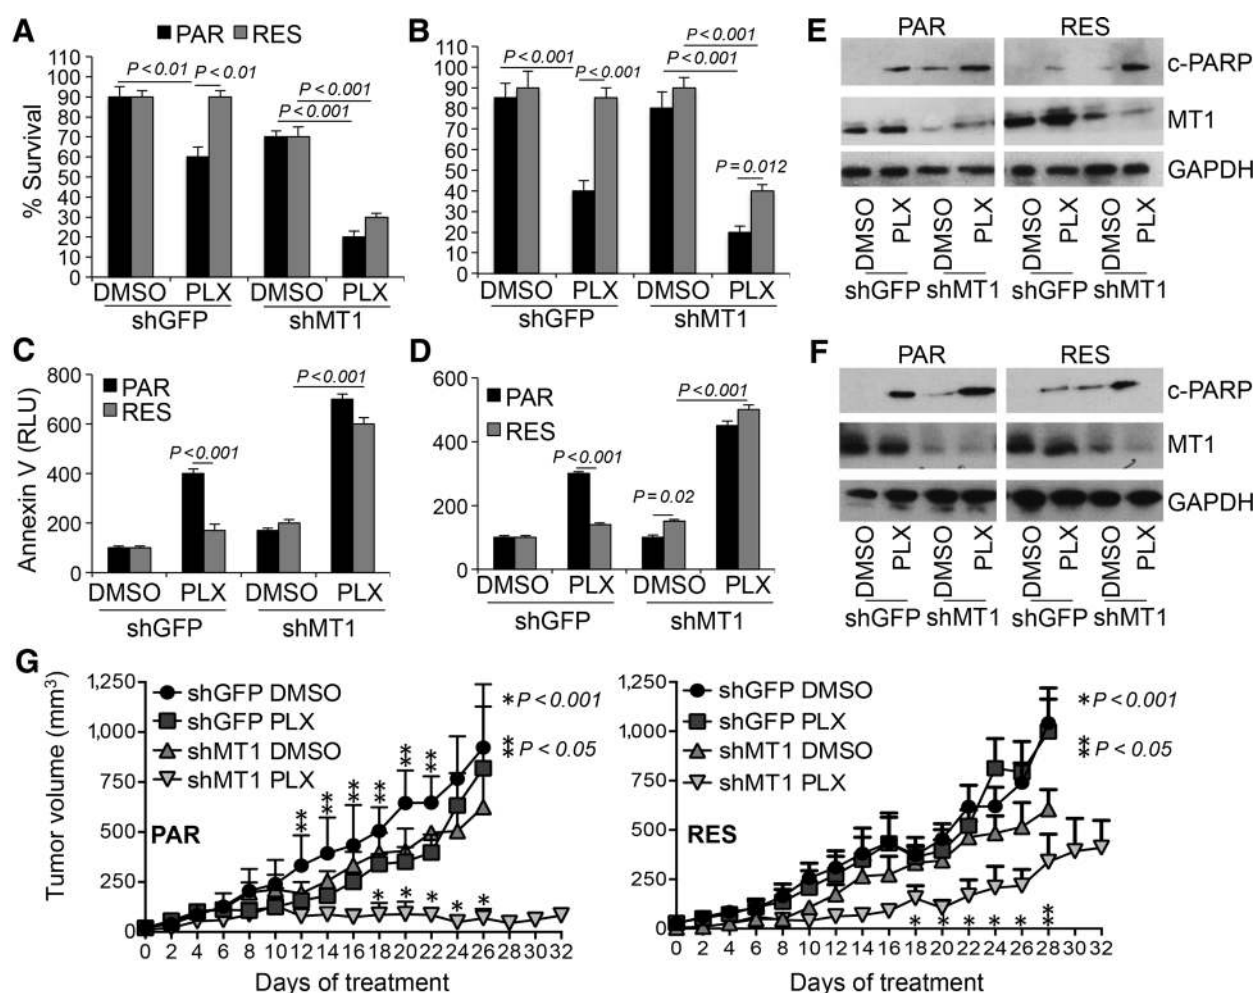 A
PAR RES
% Survival
110
100
90
80
70
60
50
40
30
20
10
0
P<0.01 P<0.01
P<0.001
P<0.001
DMSO PLX DMSO PLX
shGFP shMT1
B
100
90
80
70
60
50
40
30
20
10
0
P<0.001
P<0.001
P<0.001
P<0.001
P=0.012
DMSO PLX DMSO PLX
shGFP shMT1
E
PAR RES
c-PARP
MT1
GAPDH
DMSO PLX DMSO PLX DMSO PLX DMSO PLX
shGFP shMT1 shGFP shMT1
C
PAR
RES
Annexin V (RLU)
800
600
400
200
0
P<0.001
P<0.001
DMSO PLX DMSO PLX
shGFP shMT1
D
PAR
RES
600
400
200
0
P<0.001
P<0.001
P=0.02
DMSO PLX DMSO PLX
shGFP shMT1
F
PAR RES
c-PARP
MT1
GAPDH
DMSO PLX DMSO PLX DMSO PLX DMSO PLX
shGFP shMT1 shGFP shMT1
G
Tumor volume (mm³)
1,250
1,000
750
500
250
0
shGFP DMSO
shGFP PLX
shMT1 DMSO
shMT1 PLX
* P<0.001
** P<0.05
PAR
** ** ** ** ** **
* * * * *
0 2 4 6 8 10 12 14 16 18 20 22 24 26 28 30 32
Days of treatment
1,250
1,000
750
500
250
0
shGFP DMSO
shGFP PLX
shMT1 DMSO
shMT1 PLX
* P<0.001
** P<0.05
RES
* * * * * **
0 2 4 6 8 10 12 14 16 18 20 22 24 26 28 30 32
Days of treatment